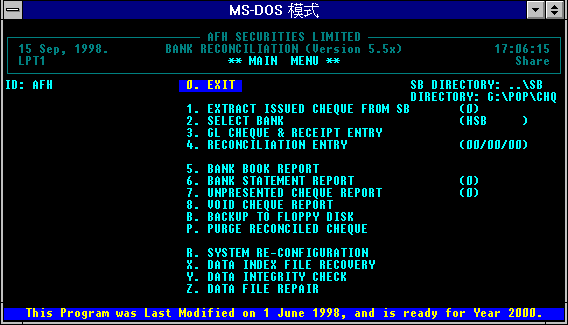 MS-DOS 模式
AFH SECURITIES LIMITED
15 Sep, 1998. BANK RECONCILIATION (Version 5.5x) 17:06:15
LPT1 ** MAIN MENU ** Share
ID: AFH 0. EXIT SB DIRECTORY: ..\SB
DIRECTORY: G:\POP\CHQ
1. EXTRACT ISSUED CHEQUE FROM SB (0)
2. SELECT BANK (HSB )
3. GL CHEQUE & RECEIPT ENTRY
4. RECONCILIATION ENTRY (00/00/00)
5. BANK BOOK REPORT
6. BANK STATEMENT REPORT (0)
7. UNPRESENTED CHEQUE REPORT (0)
8. VOID CHEQUE REPORT
B. BACKUP TO FLOPPY DISK
P. PURGE RECONCILED CHEQUE
R. SYSTEM RE-CONFIGURATION
X. DATA INDEX FILE RECOVERY
Y. DATA INTEGRITY CHECK
Z. DATA FILE REPAIR
This Program was Last Modified on 1 June 1998, and is ready for Year 2000.